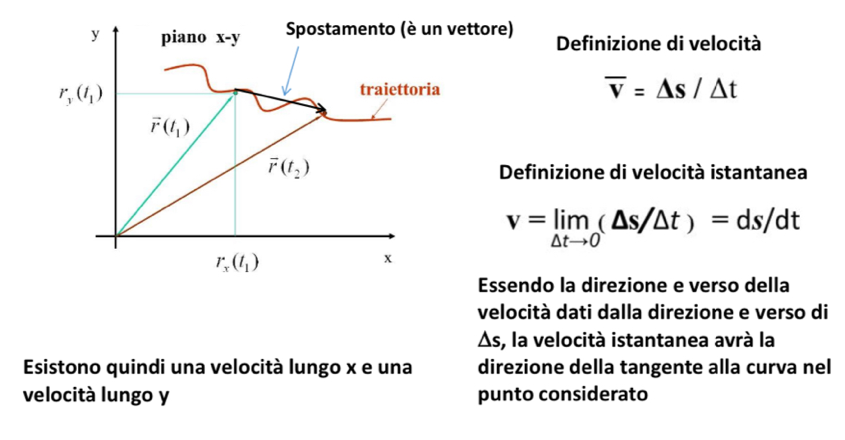 y
piano x-y
Spostamento (è un vettore)
r_y(t_1)
traiettoria
r⃗(t_1)
r⃗(t_2)
r_x(t_1)
x
Esistono quindi una velocità lungo x e una
velocità lungo y
Definizione di velocità
v̅ = Δs / Δt
Definizione di velocità istantanea
v = lim (Δs/Δt) = ds/dt
Δt→0
Essendo la direzione e verso della
velocità dati dalla direzione e verso di
Δs, la velocità istantanea avrà la
direzione della tangente alla curva nel
punto considerato